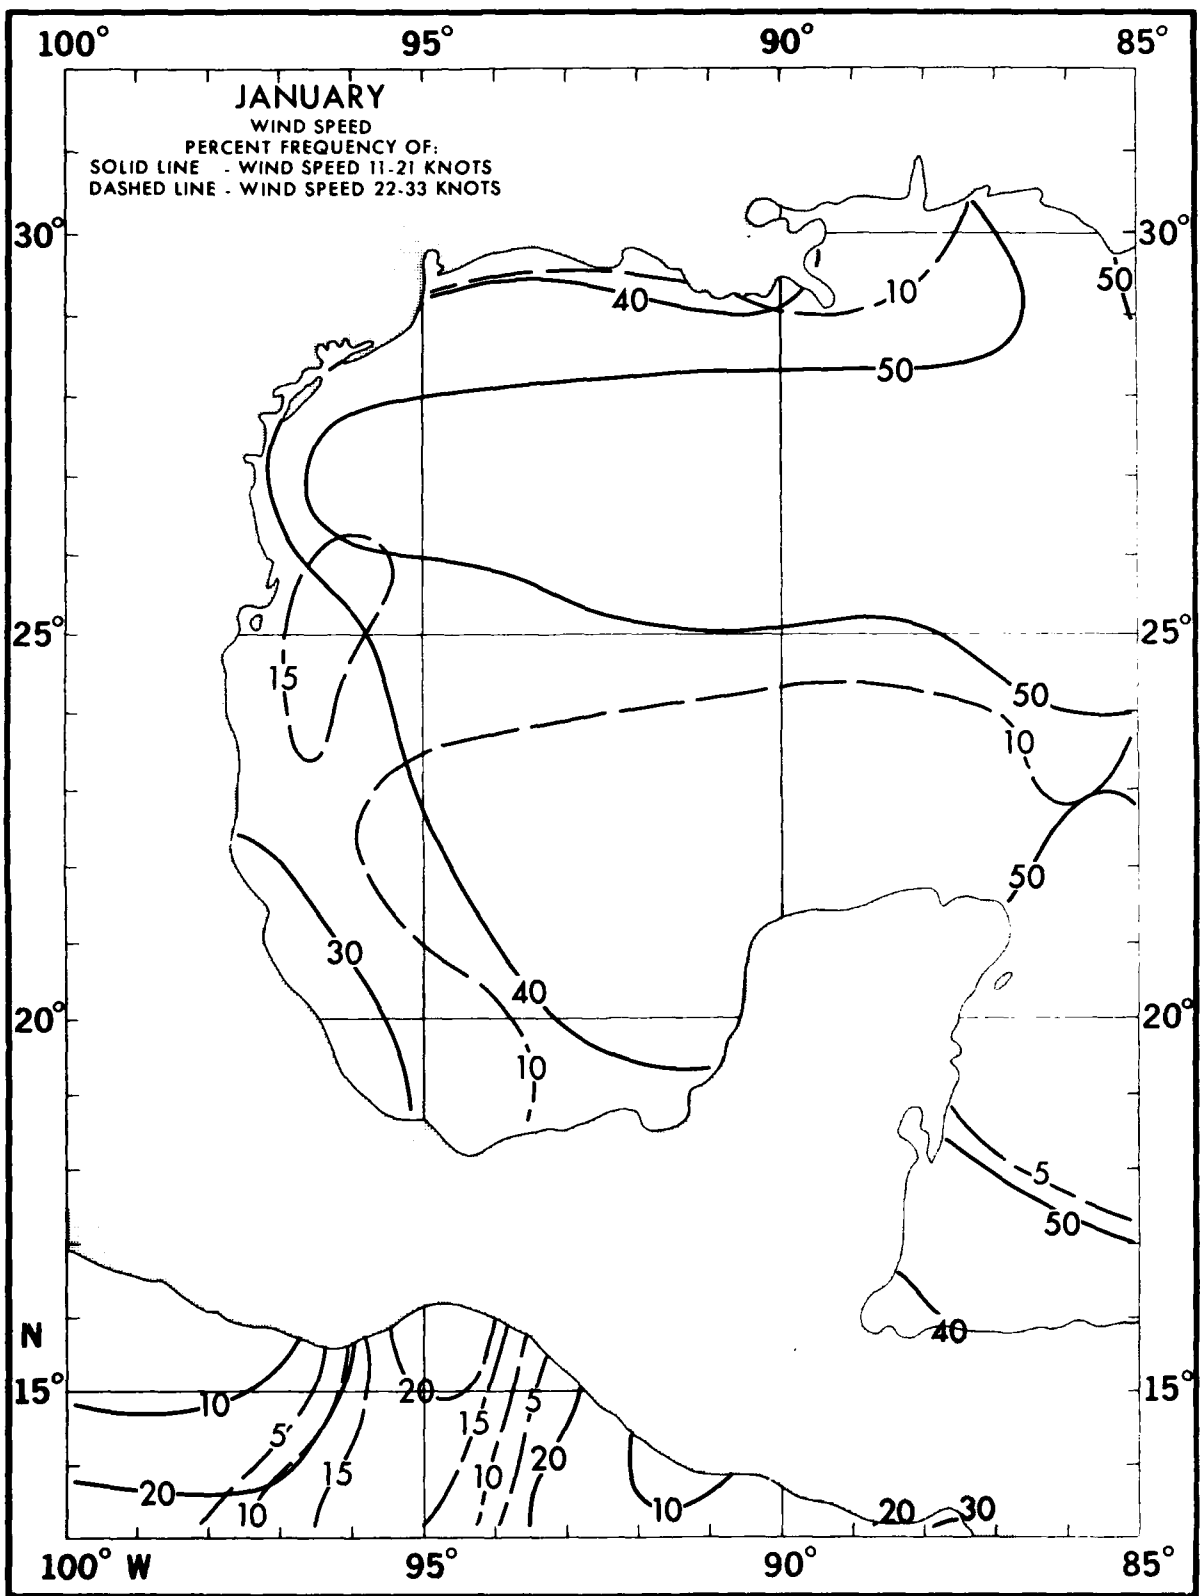 100° 95° 90° 85°
JANUARY
WIND SPEED
PERCENT FREQUENCY OF:
SOLID LINE - WIND SPEED 11-21 KNOTS
DASHED LINE - WIND SPEED 22-33 KNOTS
30° 30°
10 50
40
50
25° 25°
15 50
10
50
30
40
20° 20°
10
5
50
N 40
15° 20 15°
10 15 5
5
15 10 20
20 10 10 20 30
100° W 95° 90° 85°